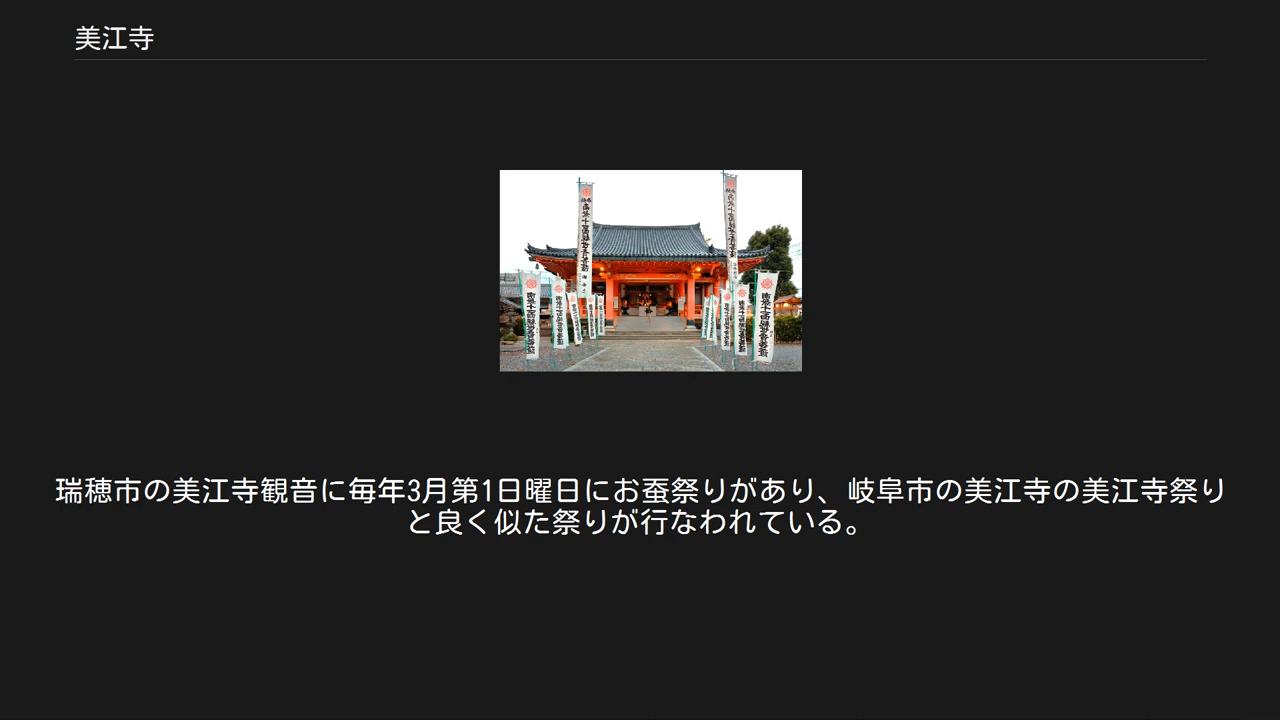 美江寺
瑞穂市の美江寺観音に毎年3月第1日曜日にお蚕祭りがあり、岐阜市の美江寺の美江寺祭り
と良く似た祭りが行なわれている。